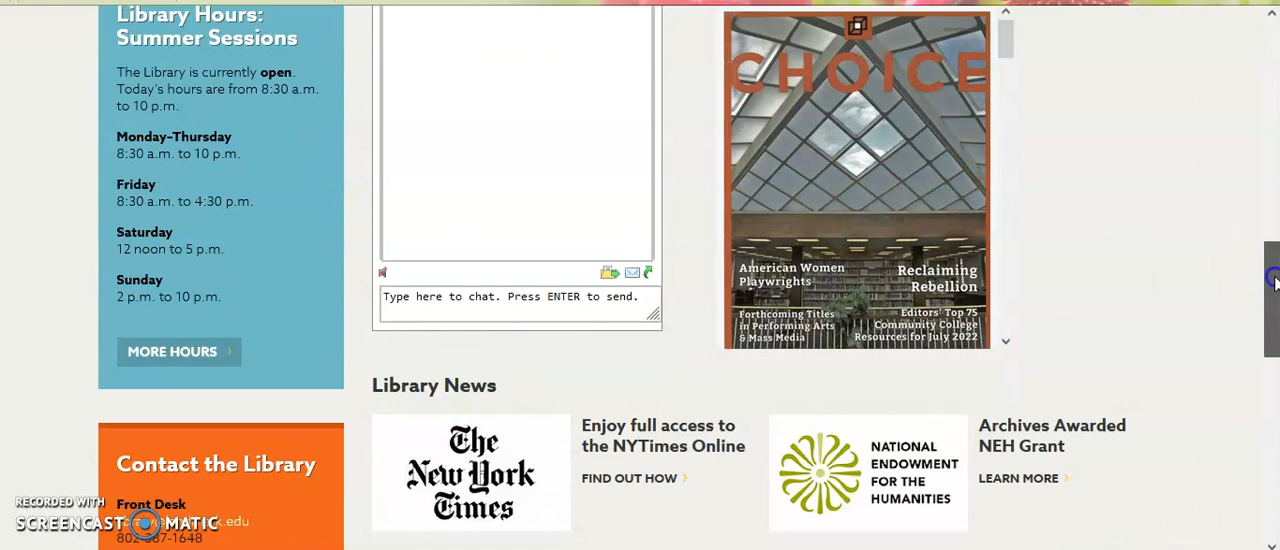 Library Hours:
Summer Sessions
The Library is currently open.
Today's hours are from 8:30 a.m.
to 10 p.m.
Monday–Thursday
8:30 a.m. to 10 p.m.
Friday
8:30 a.m. to 4:30 p.m.
Saturday
12 noon to 5 p.m.
Sunday
2 p.m. to 10 p.m.
MORE HOURS
Contact the Library
Front Desk
802-387-1648
RECORDED WITH
SCREENCAST MATIC
Type here to chat. Press ENTER to send.
CHOICE
American Women
Playwrights
Forthcoming Titles
in Performing Arts
& Mass Media
Reclaiming
Rebellion
Editors' Top 75
Community College
Resources for July 2022
Library News
The
New York
Times
Enjoy full access to
the NYTimes Online
FIND OUT HOW
NATIONAL
ENDOWMENT
FOR THE
HUMANITIES
Archives Awarded
NEH Grant
LEARN MORE